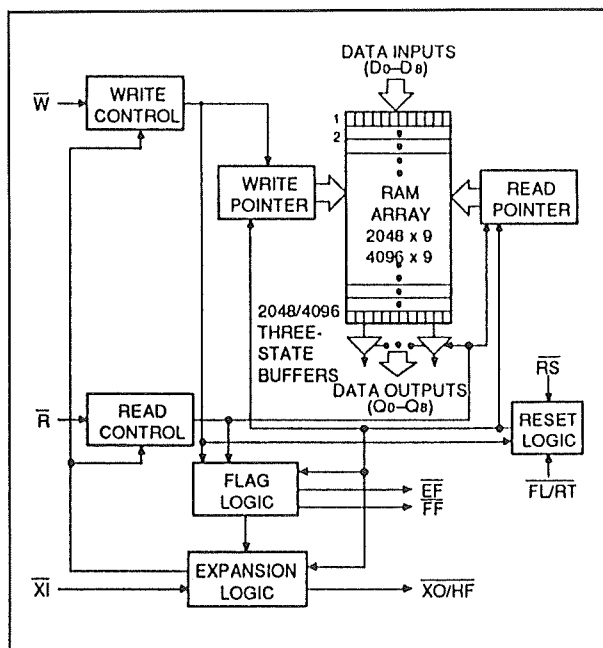 DATA INPUTS
(D0–D8)
W
WRITE
CONTROL
1
2
WRITE
POINTER
RAM
ARRAY
2048 x 9
4096 x 9
READ
POINTER
2048/4096
THREE-
STATE
BUFFERS
DATA OUTPUTS
(Q0–Q8)
RS
R
READ
CONTROL
RESET
LOGIC
FLAG
LOGIC
EF
FF
FL/RT
EXPANSION
LOGIC
XI
XO/HF